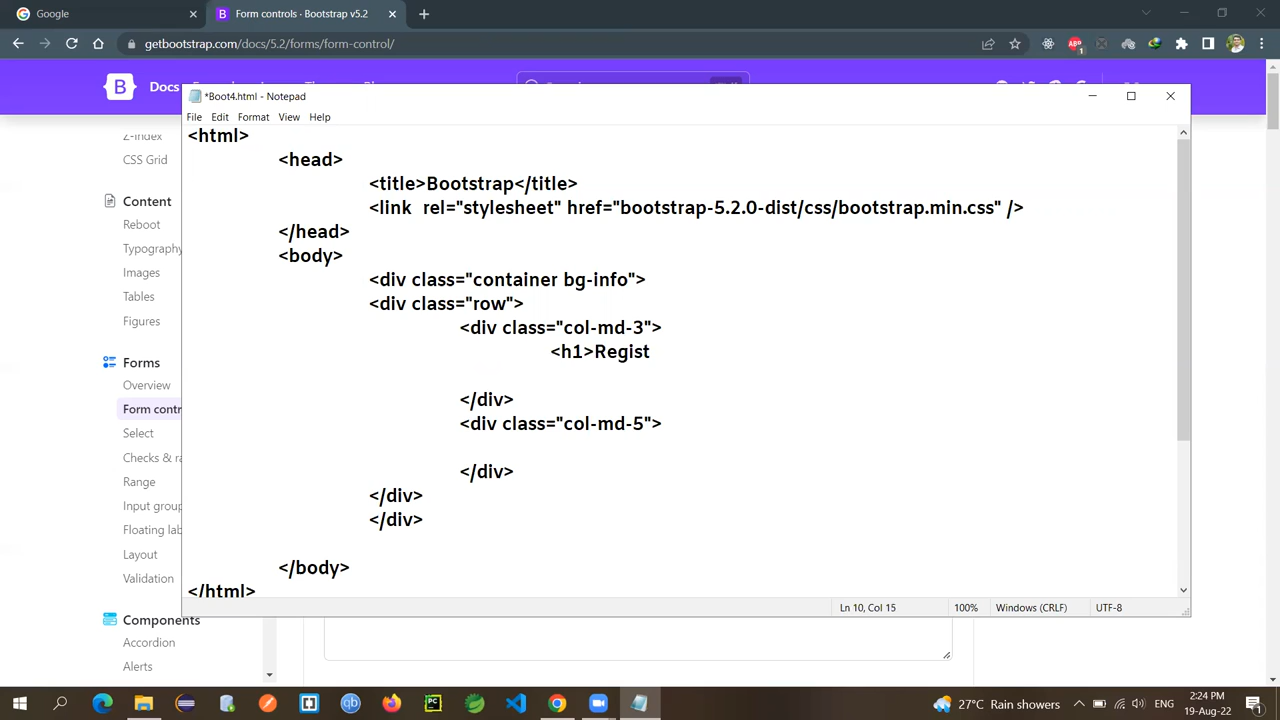 Google
Form controls · Bootstrap v5.2
getbootstrap.com/docs/5.2/forms/form-control/
ABP
1
B
Docs
*Boot4.html - Notepad
File Edit Format View Help
<html>
<head>
<title>Bootstrap</title>
<link rel="stylesheet" href="bootstrap-5.2.0-dist/css/bootstrap.min.css" />
</head>
<body>
<div class="container bg-info">
<div class="row">
<div class="col-md-3">
<h1>Regist
</div>
<div class="col-md-5">
</div>
</div>
</div>
</body>
</html>
Ln 10, Col 15
100%
Windows (CRLF)
UTF-8
Z-Index
CSS Grid
Content
Reboot
Typography
Images
Tables
Figures
Forms
Overview
Form contr
Select
Checks & ra
Range
Input group
Floating lab
Layout
Validation
Components
Accordion
Alerts
PC
qb
27°C Rain showers
ENG
2:24 PM
19-Aug-22
1